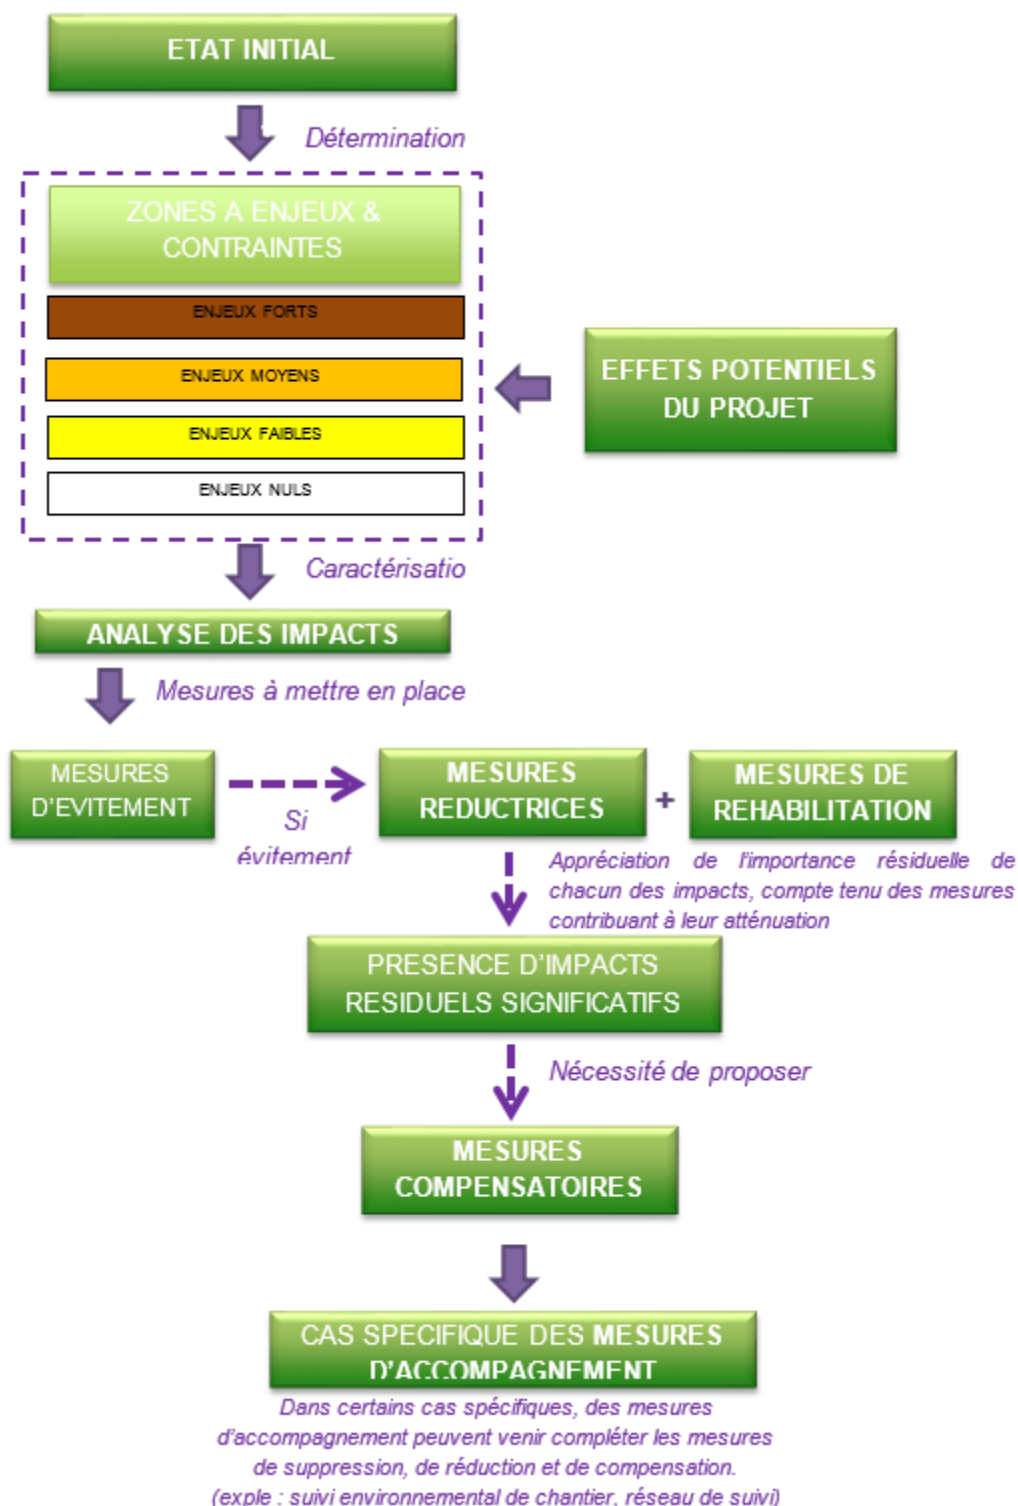 ETAT INITIAL
Détermination
ZONES A ENJEUX &
CONTRAINTES
ENJEUX FORTS
ENJEUX MOYENS
ENJEUX FAIBLES
ENJEUX NULS
EFFETS POTENTIELS
DU PROJET
Caractérisatio
ANALYSE DES IMPACTS
Mesures à mettre en place
MESURES
D'EVITEMENT
Si
évitement
MESURES
REDUCTRICES
+
MESURES DE
REHABILITATION
Appréciation de l'importance résiduelle de
chacun des impacts, compte tenu des mesures
contribuant à leur atténuation
PRESENCE D'IMPACTS
RESIDUELS SIGNIFICATIFS
Nécessité de proposer
MESURES
COMPENSATOIRES
CAS SPECIFIQUE DES MESURES
D'ACCOMPAGNEMENT
Dans certains cas spécifiques, des mesures
d'accompagnement peuvent venir compléter les mesures
de suppression, de réduction et de compensation.
(exple : suivi environnemental de chantier, réseau de suivi)